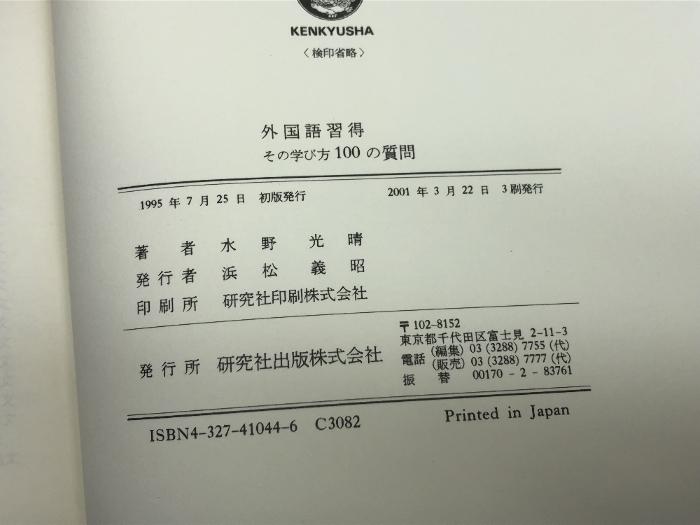 KENKYUSHA
〈検印省略〉
外国語習得
その学び方100の質問
1995 年 7 月 25 日 初版発行 2001 年 3 月 22 日 3 刷発行
著者 水野光晴
発行者 浜松義昭
印刷所 研究社印刷株式会社
発行所 研究社出版株式会社
〒102-8152
東京都千代田区富士見 2-11-3
電話 (編集) 03 (3288) 7755 (代)
(販売) 03 (3288) 7777 (代)
振替 00170-2-83761
ISBN4-327-41044-6 C3082 Printed in Japan